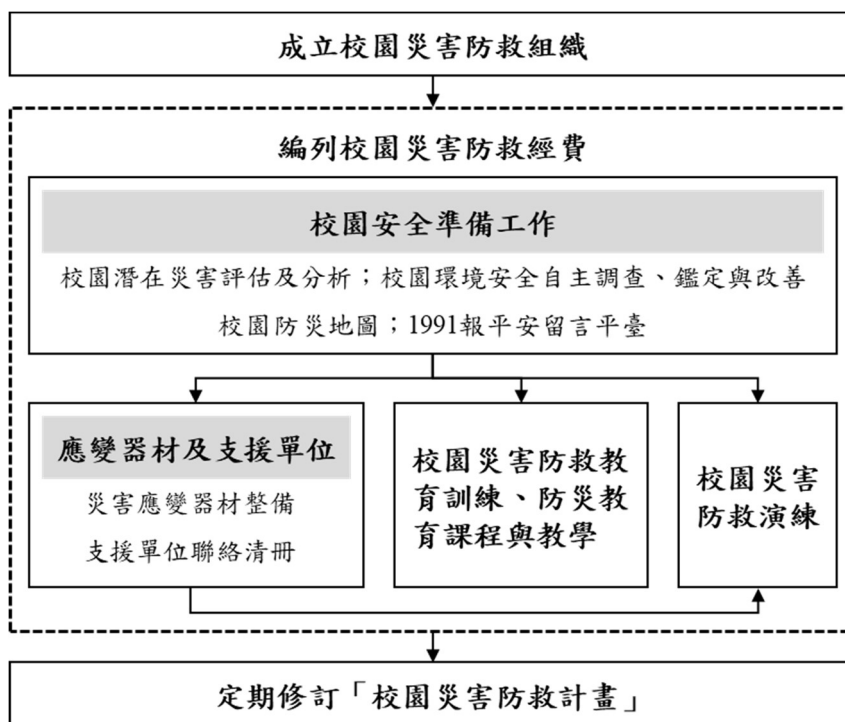 成立校園災害防救組織
編列校園災害防救經費
校園安全準備工作
校園潛在災害評估及分析；校園環境安全自主調查、鑑定與改善
校園防災地圖；1991報平安留言平臺
應變器材及支援單位
災害應變器材整備
支援單位聯絡清冊
校園災害防救教
育訓練、防災教
育課程與教學
校園災害
防救演練
定期修訂「校園災害防救計畫」